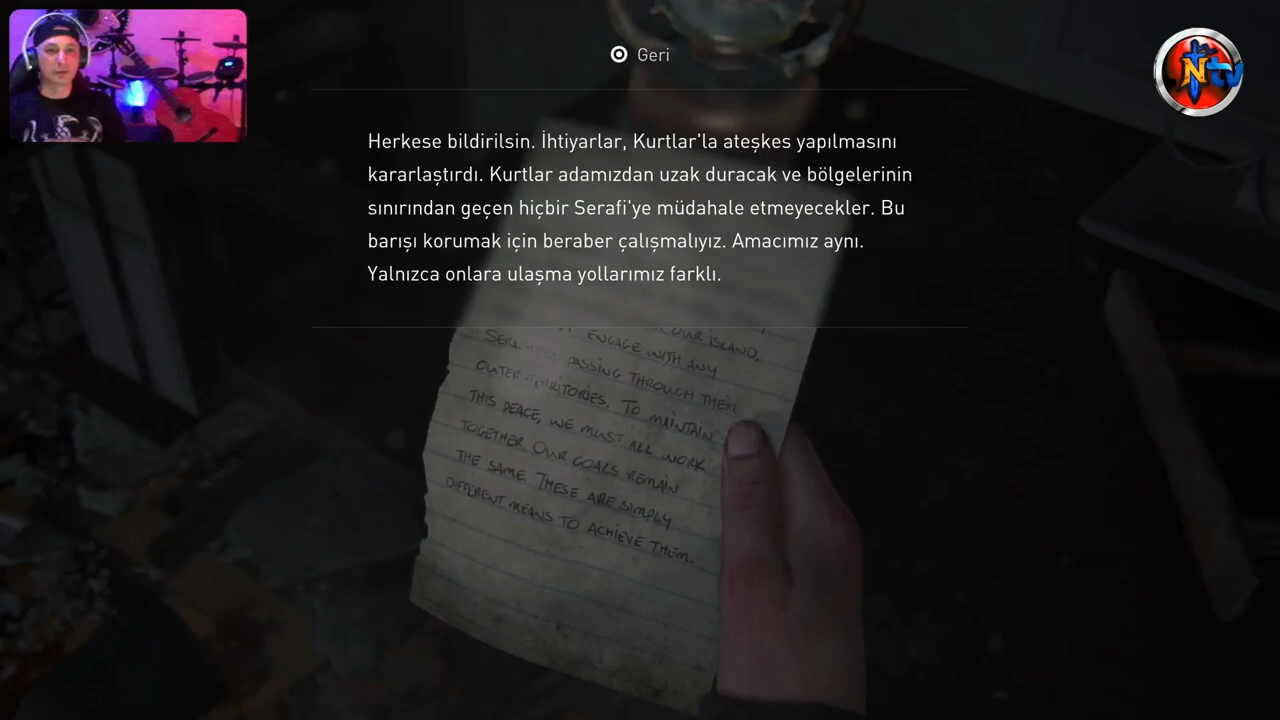 Geri
Ntv
Herkese bildirilsin. İhtiyarlar, Kurtlar'la ateşkes yapılmasını
kararlaştırdı. Kurtlar adamızdan uzak duracak ve bölgelerinin
sınırından geçen hiçbir Serafi'ye müdahale etmeyecekler. Bu
barışı korumak için beraber çalışmalıyız. Amacımız aynı.
Yalnızca onlara ulaşma yollarımız farklı.
OUR ISLAND,
ENGAGE WITH ANY
PASSING THROUGH THEIR
OUTER TERRITORIES. TO MAINTAIN
THIS PEACE, WE MUST ALL WORK
TOGETHER. OUR GOALS REMAIN
THE SAME. THESE ARE SIMPLY
DIFFERENT MEANS TO ACHIEVE THEM.